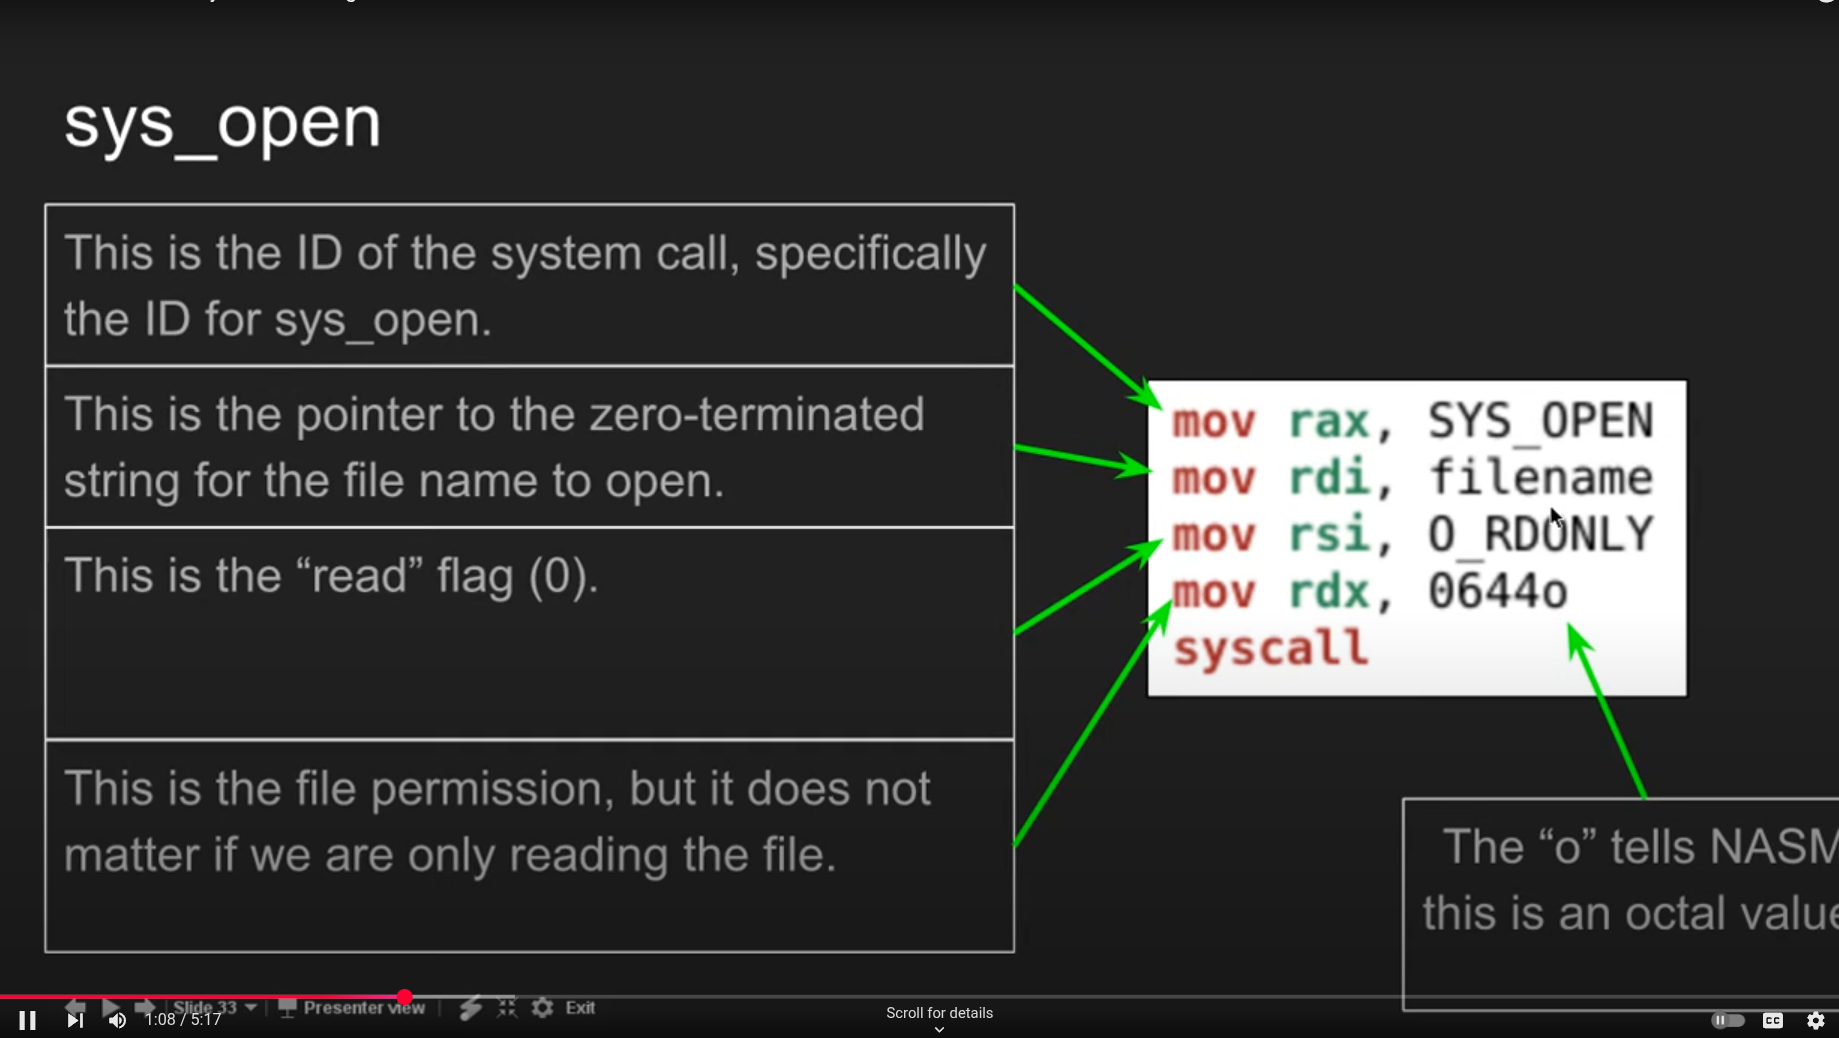 sys_open
This is the ID of the system call, specifically
the ID for sys_open.
This is the pointer to the zero-terminated
string for the file name to open.
This is the “read” flag (0).
This is the file permission, but it does not
matter if we are only reading the file.
mov rax, SYS_OPEN
mov rdi, filename
mov rsi, O_RDONLY
mov rdx, 0644o
syscall
The “o” tells NASM
this is an octal value
Slide 33
Presenter view
Exit
1:08 / 5:17
Scroll for details
CC